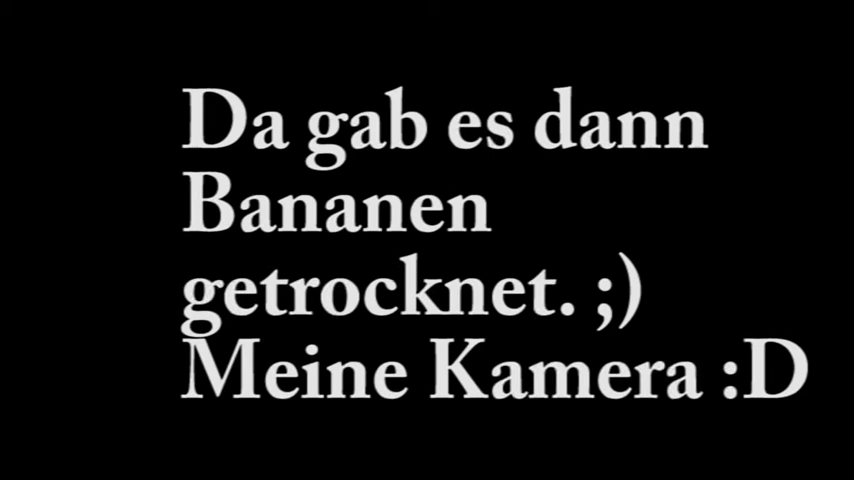 Da gab es dann
Bananen
getrocknet. ;)
Meine Kamera :D